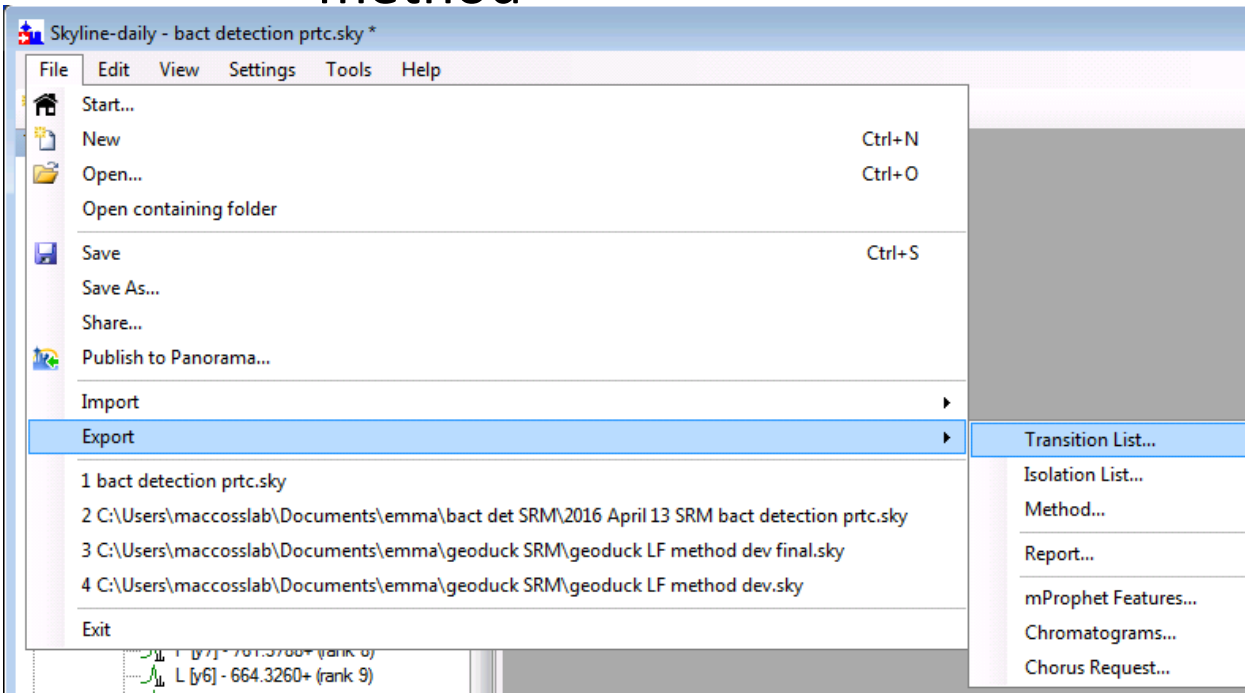 method
Skyline-daily - bact detection prtc.sky *
File Edit View Settings Tools Help
Start...
New Ctrl+N
Open... Ctrl+O
Open containing folder
Save Ctrl+S
Save As...
Share...
Publish to Panorama...
Import
Export
1 bact detection prtc.sky
2 C:\Users\maccosslab\Documents\emma\bact det SRM\2016 April 13 SRM bact detection prtc.sky
3 C:\Users\maccosslab\Documents\emma\geoduck SRM\geoduck LF method dev final.sky
4 C:\Users\maccosslab\Documents\emma\geoduck SRM\geoduck LF method dev.sky
Exit
Transition List...
Isolation List...
Method...
Report...
mProphet Features...
Chromatograms...
Chorus Request...
L [y6] - 664.3260+ (rank 9)